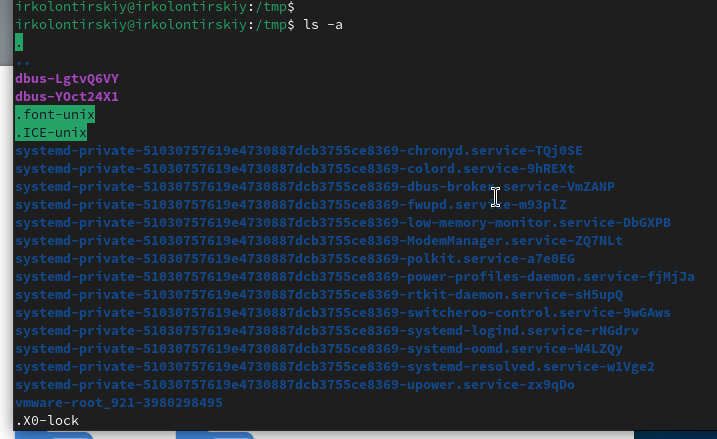 irkolontirskiy@irkolontirskiy:/tmp$
irkolontirskiy@irkolontirskiy:/tmp$ ls -a
.
..
dbus-LgtvQ6VY
dbus-YOct24X1
.font-unix
.ICE-unix
systemd-private-51030757619e4730887dcb3755ce8369-chronyd.service-TQj0SE
systemd-private-51030757619e4730887dcb3755ce8369-colord.service-9hREXt
systemd-private-51030757619e4730887dcb3755ce8369-dbus-broker.service-VmZANP
systemd-private-51030757619e4730887dcb3755ce8369-fwupd.service-m93plZ
systemd-private-51030757619e4730887dcb3755ce8369-low-memory-monitor.service-DbGXPB
systemd-private-51030757619e4730887dcb3755ce8369-ModemManager.service-ZQ7NLt
systemd-private-51030757619e4730887dcb3755ce8369-polkit.service-a7e0EG
systemd-private-51030757619e4730887dcb3755ce8369-power-profiles-daemon.service-fjMjJa
systemd-private-51030757619e4730887dcb3755ce8369-rtkit-daemon.service-sH5upQ
systemd-private-51030757619e4730887dcb3755ce8369-switcheroo-control.service-9wGAws
systemd-private-51030757619e4730887dcb3755ce8369-systemd-logind.service-rNGdrv
systemd-private-51030757619e4730887dcb3755ce8369-systemd-oomd.service-W4LZQy
systemd-private-51030757619e4730887dcb3755ce8369-systemd-resolved.service-w1Vge2
systemd-private-51030757619e4730887dcb3755ce8369-upower.service-zx9qDo
vmware-root_921-3980298495
.X0-lock